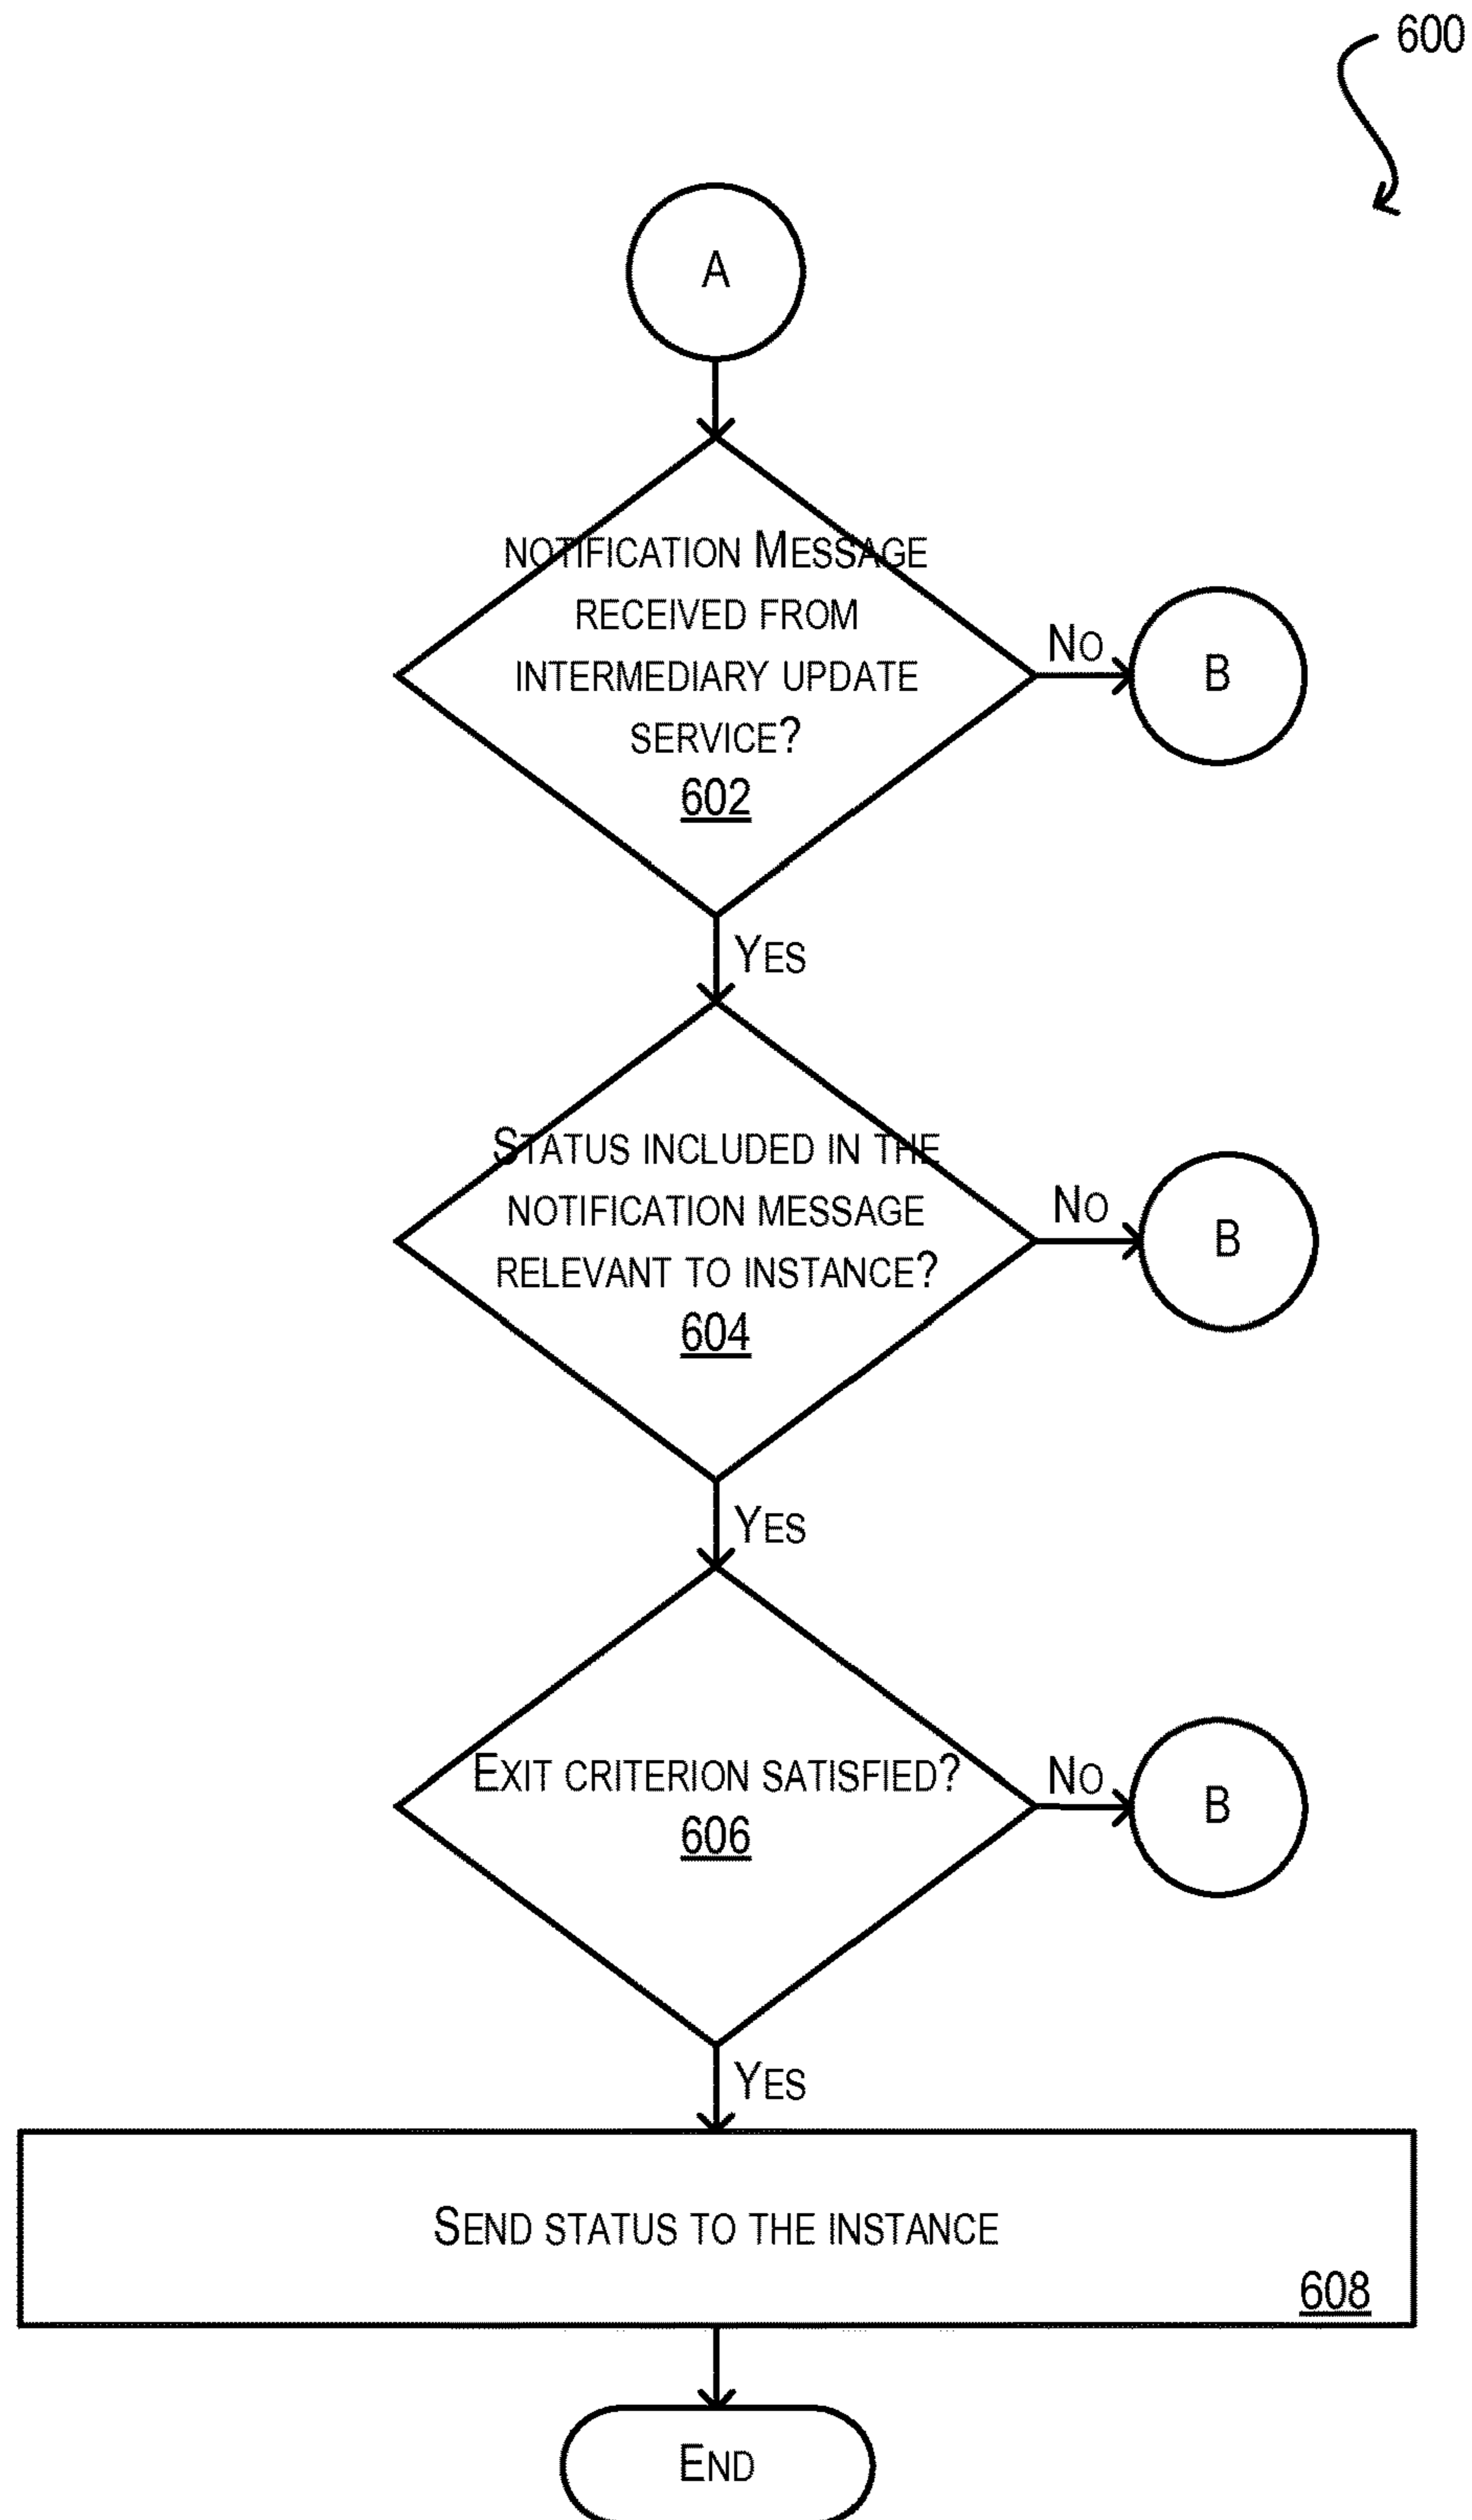 600
A
NOTIFICATION MESSAGE
RECEIVED FROM
INTERMEDIARY UPDATE
SERVICE?
602
NO
B
YES
STATUS INCLUDED IN THE
NOTIFICATION MESSAGE
RELEVANT TO INSTANCE?
604
NO
B
YES
EXIT CRITERION SATISFIED?
606
NO
B
YES
SEND STATUS TO THE INSTANCE
608
END